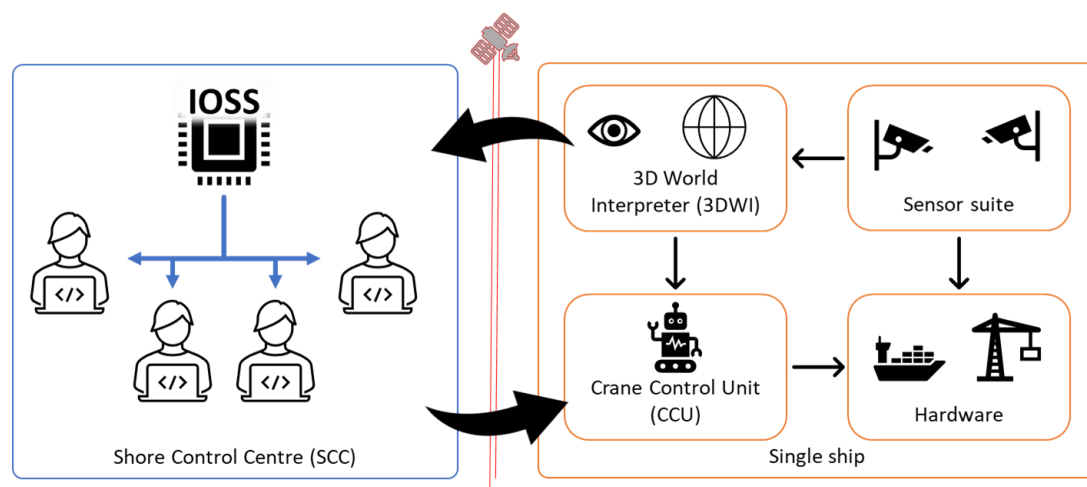 IOSS
</>
</>
</>
</>
Shore Control Centre (SCC)
3D World
Interpreter (3DWI)
Sensor suite
Crane Control Unit
(CCU)
Hardware
Single ship